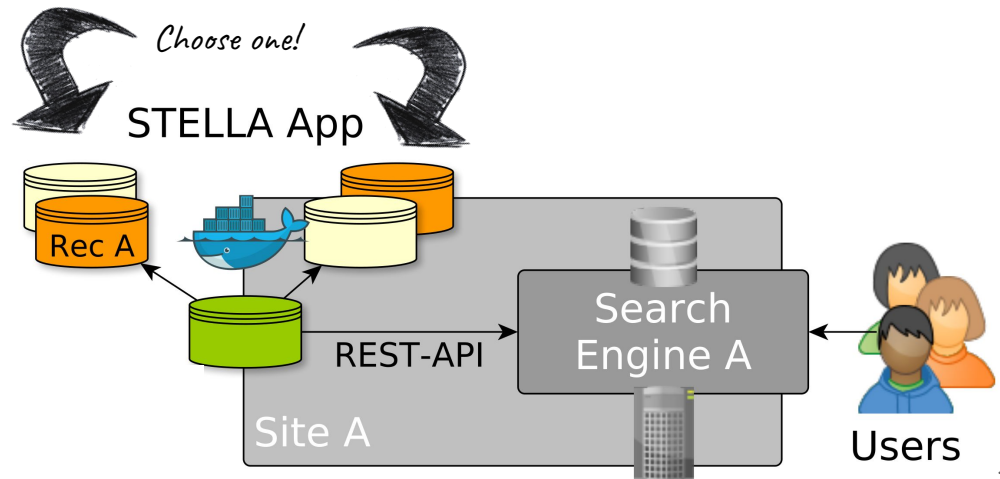 Choose one!
STELLA App
Rec A
Search
Engine A
REST-API
Site A
Users